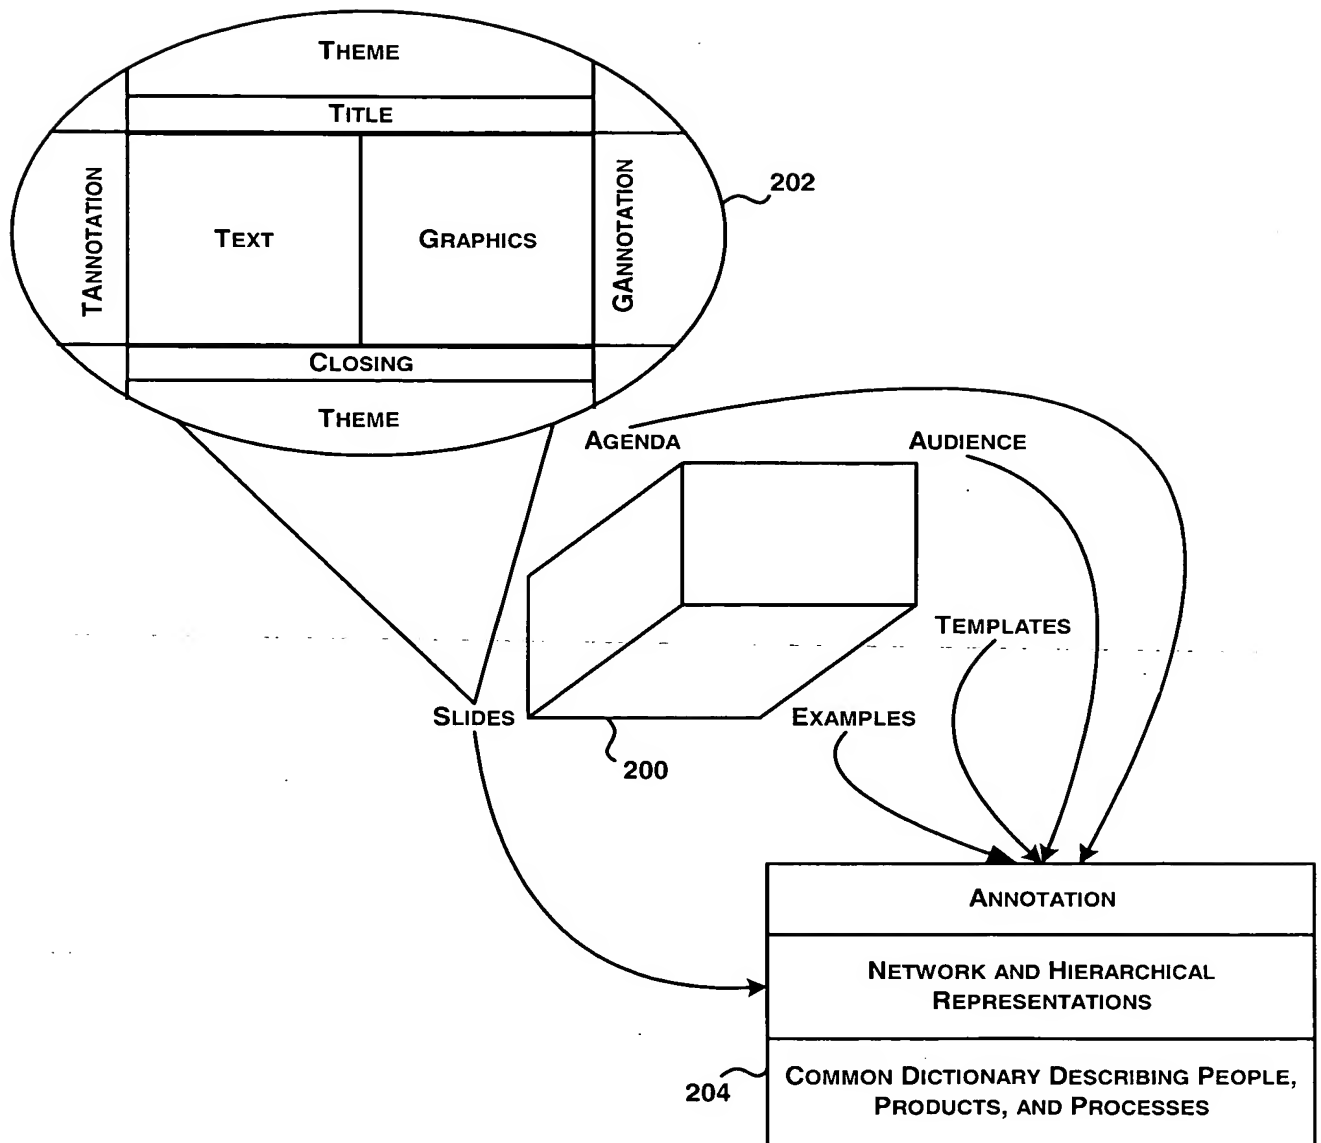 THEME
TITLE
TANNOTATION
TEXT
GRAPHICS
GANNOTATION
202
CLOSING
THEME
AGENDA
AUDIENCE
TEMPLATES
SLIDES
EXAMPLES
200
ANNOTATION
NETWORK AND HIERARCHICAL
REPRESENTATIONS
204
COMMON DICTIONARY DESCRIBING PEOPLE,
PRODUCTS, AND PROCESSES